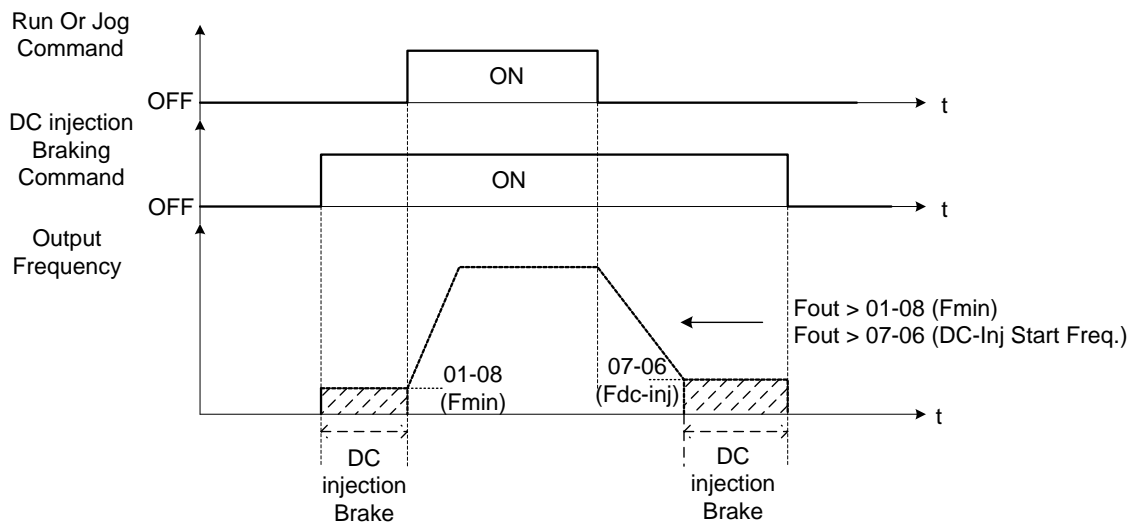 Run Or Jog
Command
ON
OFF
t
DC injection
Braking
Command
ON
OFF
t
Output
Frequency
Fout > 01-08 (Fmin)
Fout > 07-06 (DC-Inj Start Freq.)
01-08
(Fmin)
07-06
(Fdc-inj)
t
DC
injection
Brake
DC
injection
Brake